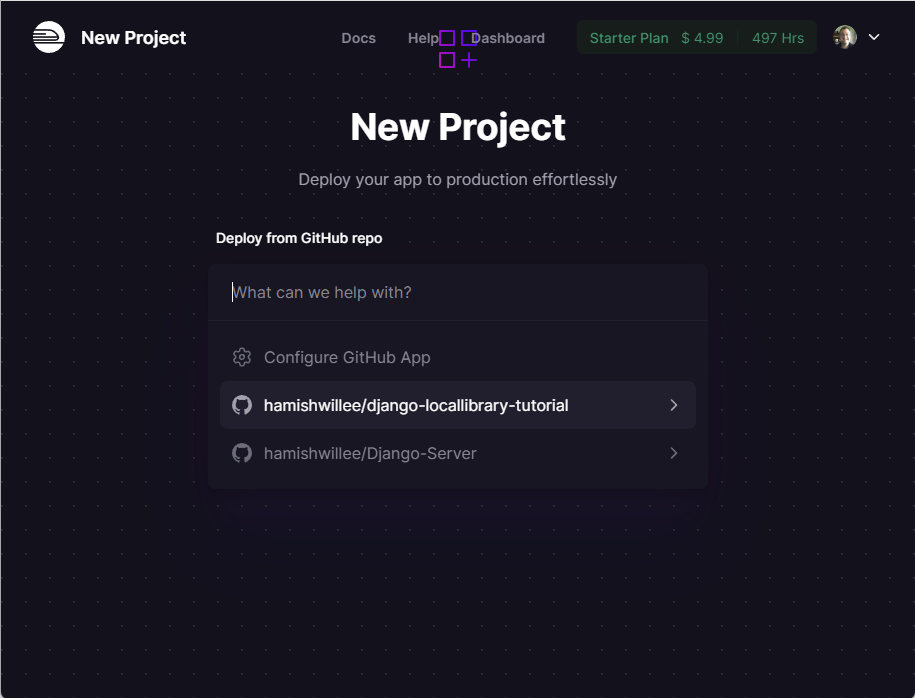 New Project
Docs Help Dashboard Starter Plan $ 4.99 497 Hrs
New Project
Deploy your app to production effortlessly
Deploy from GitHub repo
What can we help with?
Configure GitHub App
hamishwillee/django-locallibrary-tutorial
hamishwillee/Django-Server